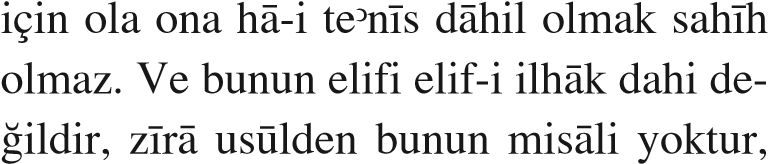 için ola ona hā-i teʾnīs dāhil olmak sahīh
olmaz. Ve bunun elifi elif-i ilhāk dahi de-
ğildir, zīrā usūlden bunun misāli yoktur,